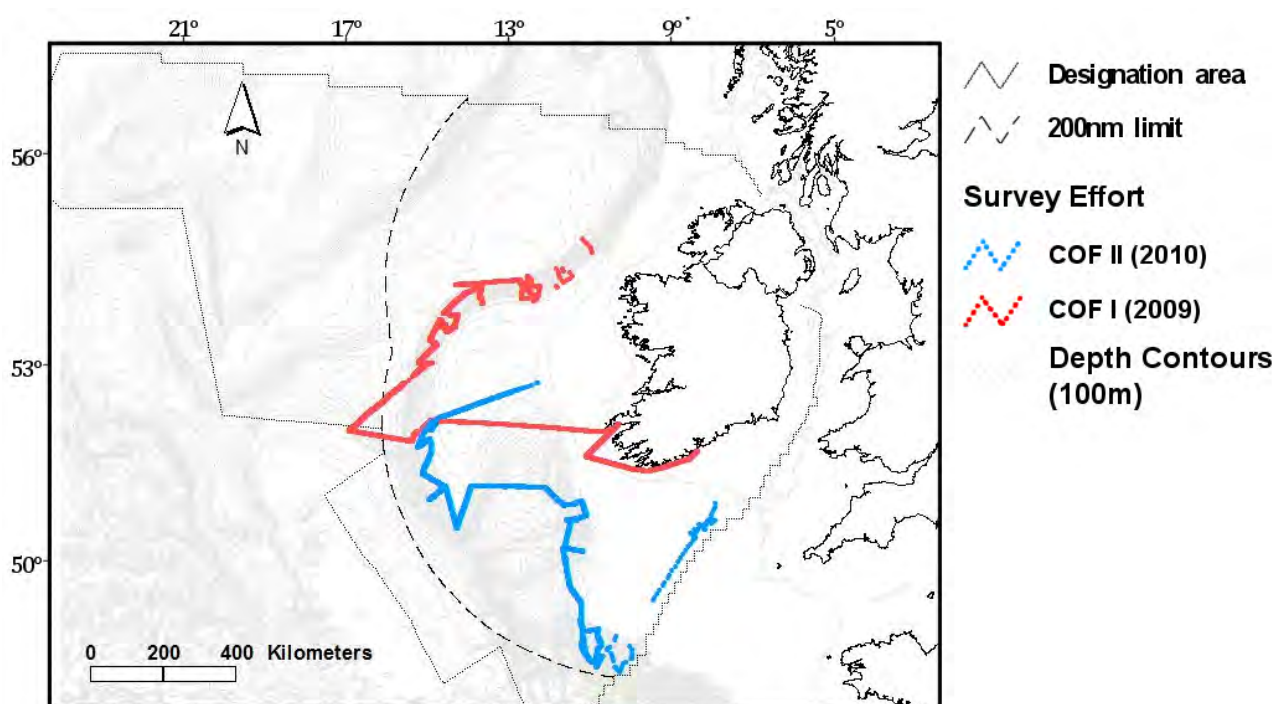 21° 17° 13° 9° 5°
56°
53°
50°
N
0 200 400 Kilometers
Designation area
200nm limit
Survey Effort
COF II (2010)
COF I (2009)
Depth Contours
(100m)